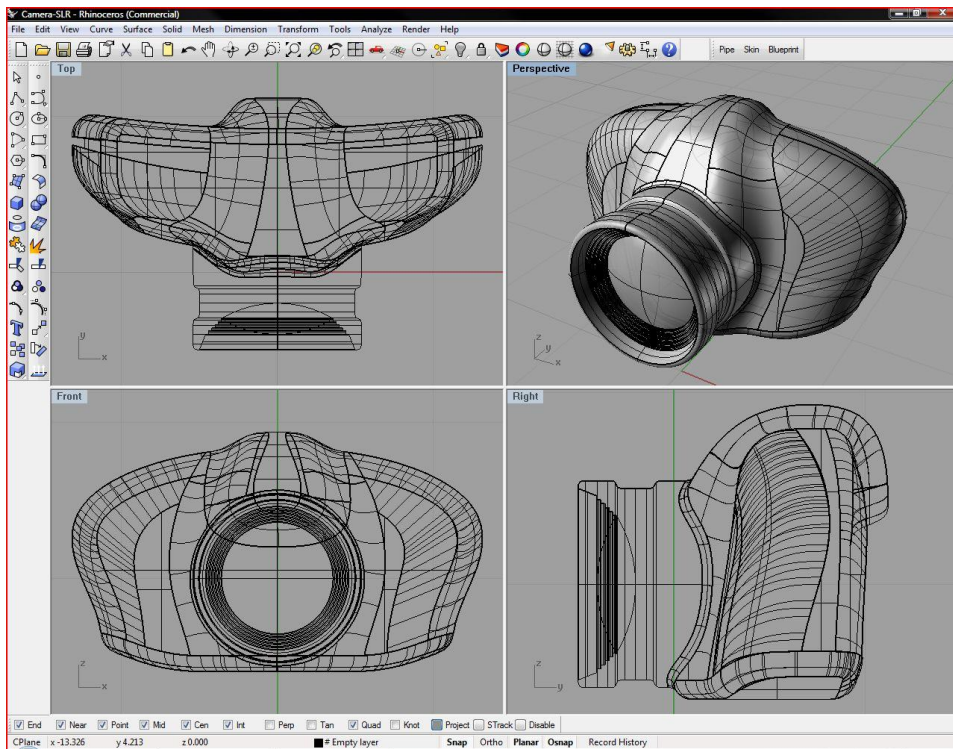 Camera-SLR - Rhinoceros (Commercial)
File Edit View Curve Surface Solid Mesh Dimension Transform Tools Analyze Render Help
Pipe Skin Blueprint
Top
Perspective
y
x
z
y
x
Front
Right
z
x
z
y
End Near Point Mid Cen Int Perp Tan Quad Knot Project STrack Disable
CPlane x -13.326 y 4.213 z 0.000 # Empty layer Snap Ortho Planar Osnap Record History